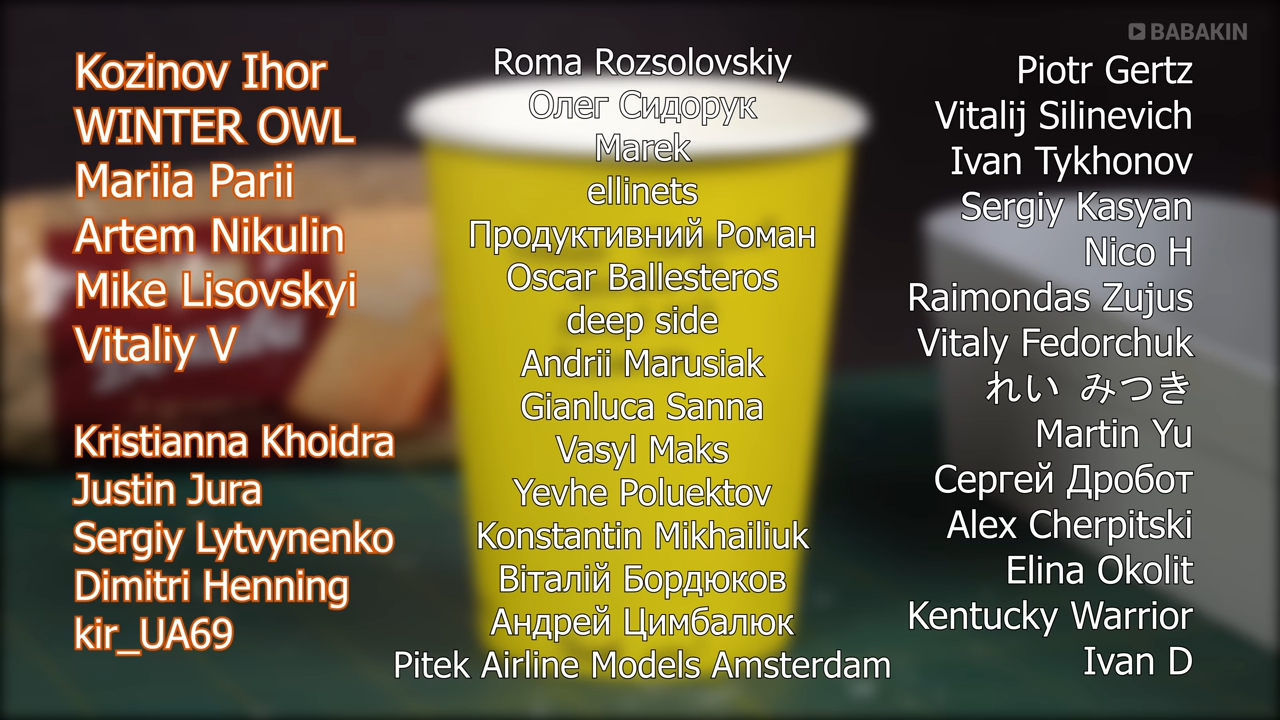 BABAKIN
Kozinov Ihor
WINTER OWL
Mariia Parii
Artem Nikulin
Mike Lisovskyi
Vitaliy V
Kristianna Khoidra
Justin Jura
Sergiy Lytvynenko
Dimitri Henning
kir_UA69
Roma Rozsolovskiy
Олег Сидорук
Marek
ellinets
Продуктивний Роман
Oscar Ballesteros
deep side
Andrii Marusiak
Gianluca Sanna
Vasyl Maks
Yevhe Poluektov
Konstantin Mikhailiuk
Віталій Бордюков
Андрей Цимбалюк
Pitek Airline Models Amsterdam
Piotr Gertz
Vitalij Silinevich
Ivan Tykhonov
Sergiy Kasyan
Nico H
Raimondas Zujus
Vitaly Fedorchuk
れい みつき
Martin Yu
Сергей Дробот
Alex Cherpitski
Elina Okolit
Kentucky Warrior
Ivan D